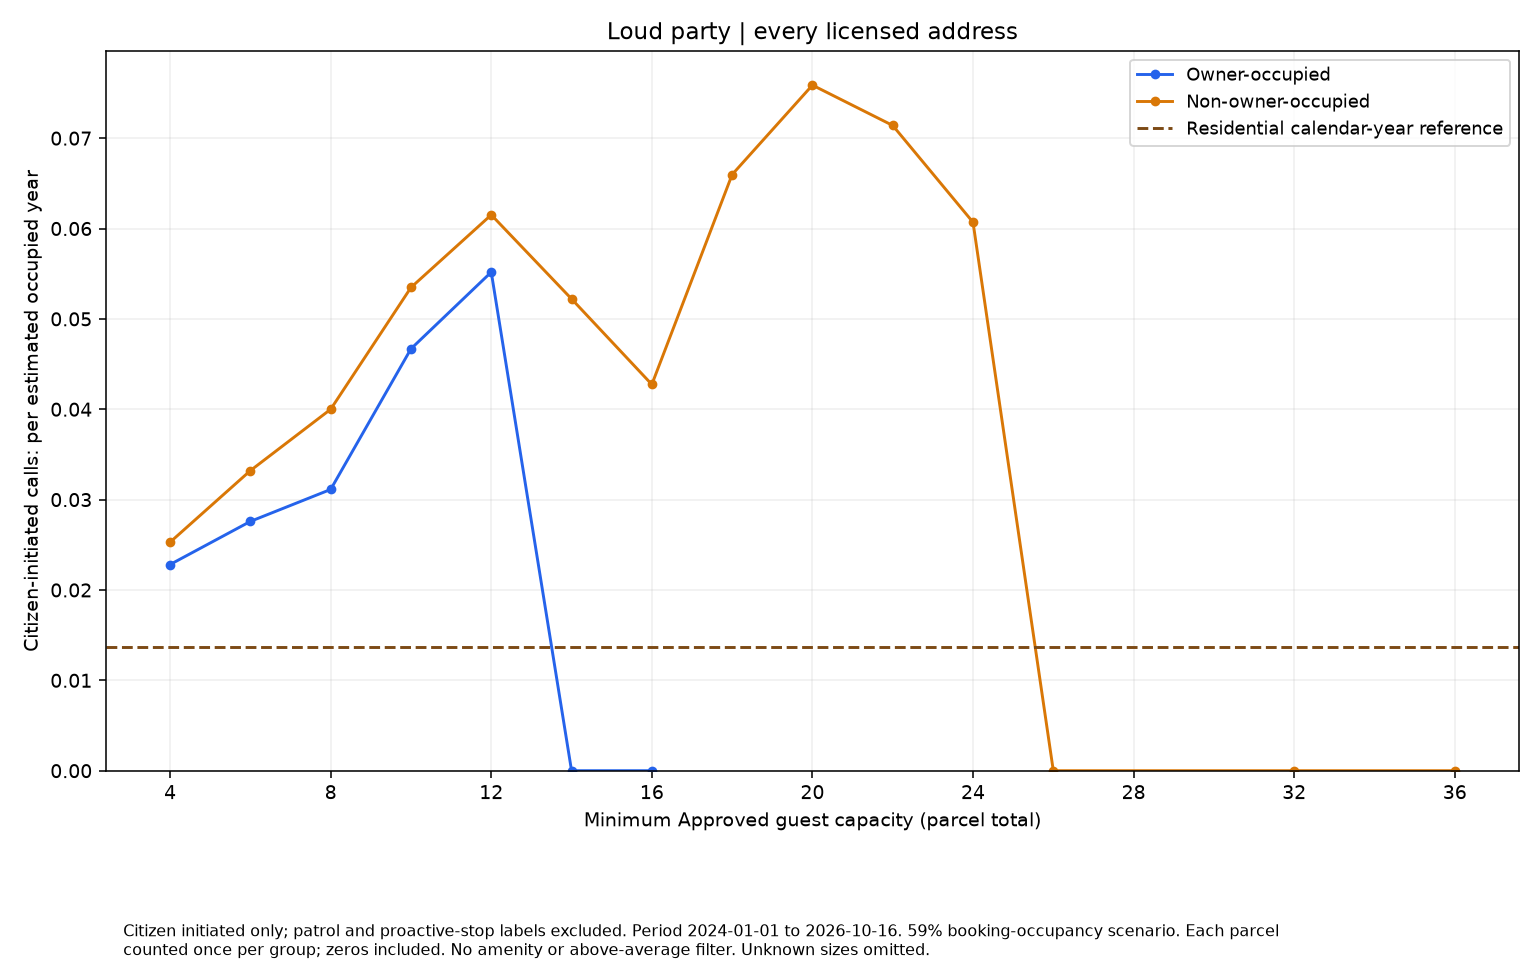 Loud party | every licensed address
Owner-occupied
Non-owner-occupied
Residential calendar-year reference
Citizen-initiated calls: per estimated occupied year
0.07
0.06
0.05
0.04
0.03
0.02
0.01
0.00
4 8 12 16 20 24 28 32 36
Minimum Approved guest capacity (parcel total)
Citizen initiated only; patrol and proactive-stop labels excluded. Period 2024-01-01 to 2026-10-16. 59% booking-occupancy scenario. Each parcel
counted once per group; zeros included. No amenity or above-average filter. Unknown sizes omitted.